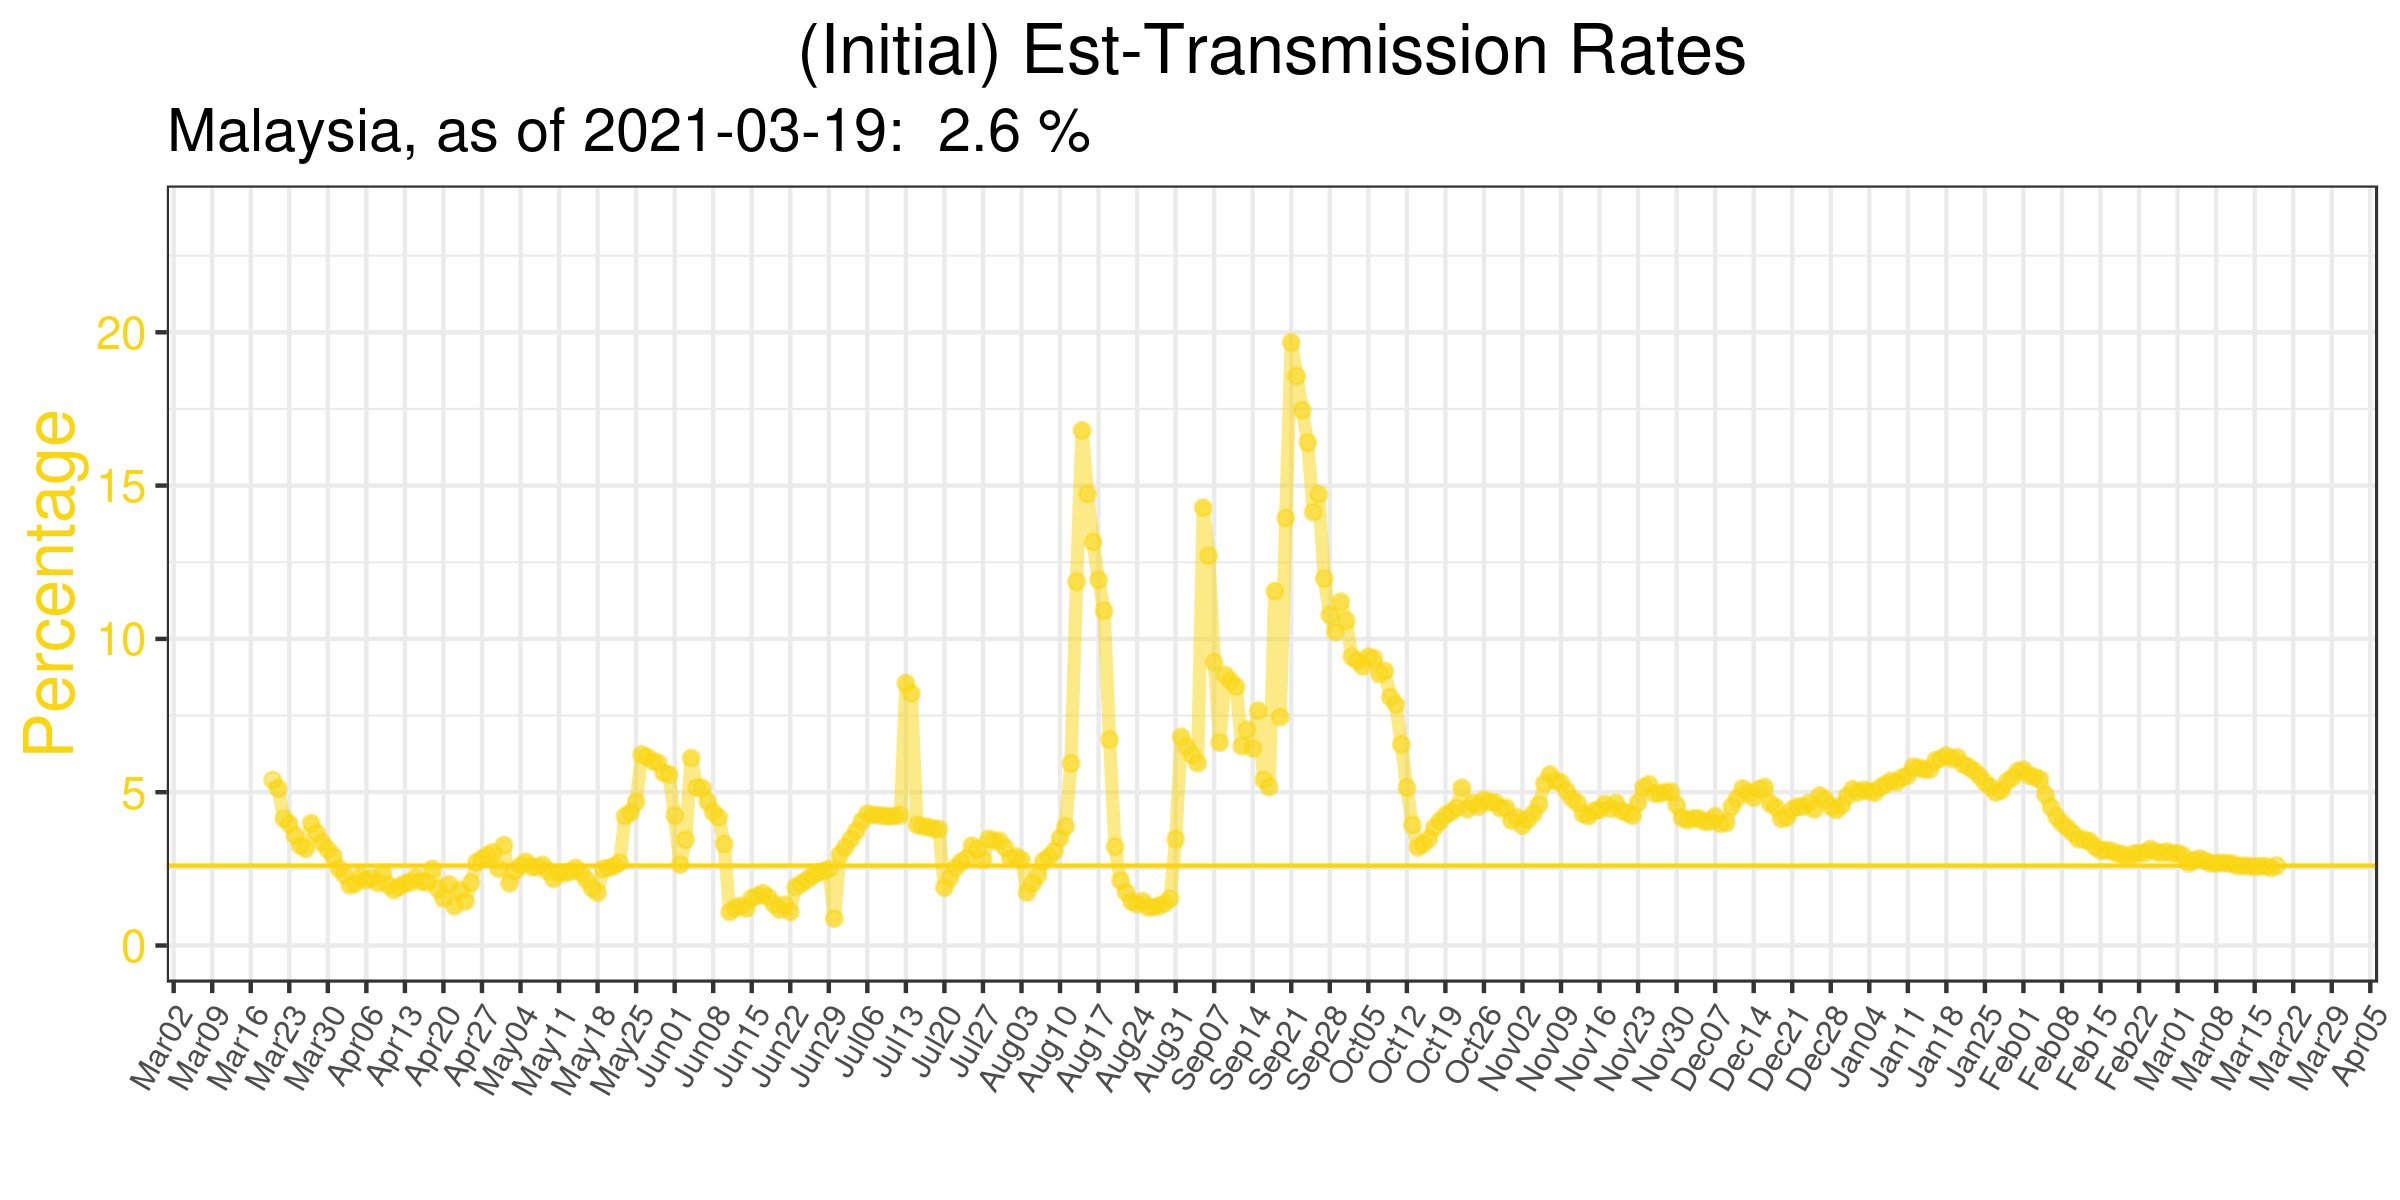 (Initial) Est-Transmission Rates
Malaysia, as of 2021-03-19:  2.6 %
Percentage
20
15
10
5
0
Mar02
Mar09
Mar16
Mar23
Mar30
Apr06
Apr13
Apr20
Apr27
May04
May11
May18
May25
Jun01
Jun08
Jun15
Jun22
Jun29
Jul06
Jul13
Jul20
Jul27
Aug03
Aug10
Aug17
Aug24
Aug31
Sep07
Sep14
Sep21
Sep28
Oct05
Oct12
Oct19
Oct26
Nov02
Nov09
Nov16
Nov23
Nov30
Dec07
Dec14
Dec21
Dec28
Jan04
Jan11
Jan18
Jan25
Feb01
Feb08
Feb15
Feb22
Mar01
Mar08
Mar15
Mar22
Mar29
Apr05